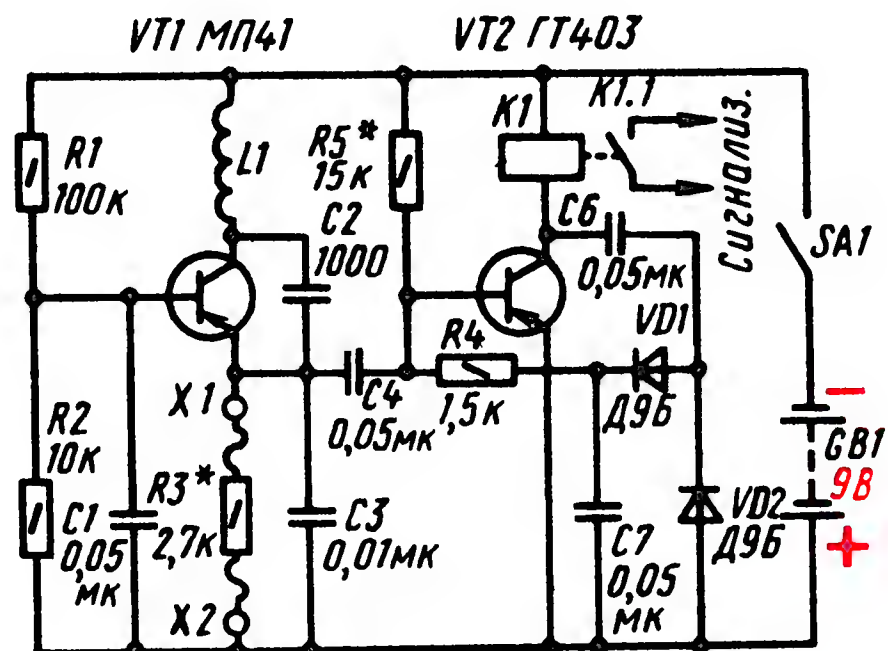 VT1 МП41
VT2 ГТ403
R1
100к
L1
R5*
15к
K1
K1.1
Сигнализ.
SA1
C2
1000
C6
0,05мк
VD1
Д9Б
R4
1,5к
C4
0,05мк
X1
R2
10к
C1
0,05
мк
R3*
2,7к
X2
C3
0,01мк
C7
0,05
мк
VD2
Д9Б
−
GB1
9В
+